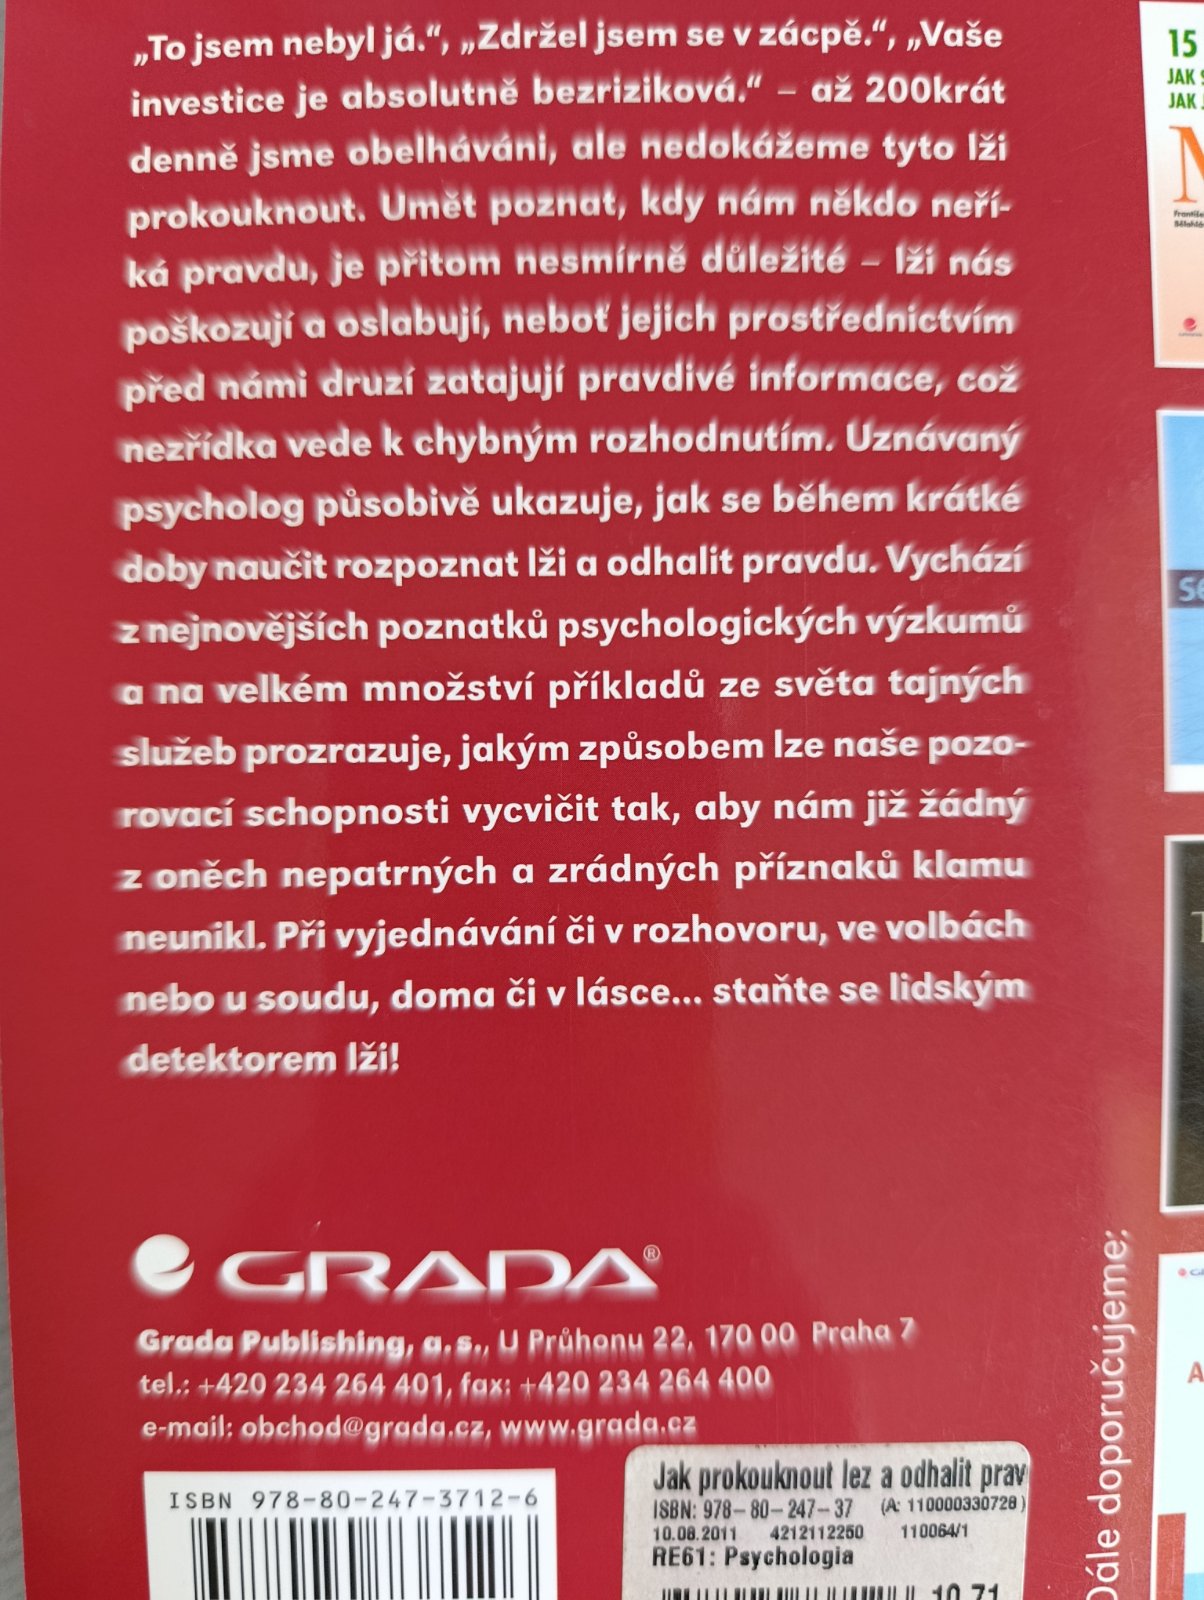 „To jsem nebyl já.“, „Zdržel jsem se v zácpě.“, „Vaše
investice je absolutně bezriziková.“ – až 200krát
denně jsme obelháváni, ale nedokážeme tyto lži
prokouknout. Umět poznat, kdy nám někdo neří-
ká pravdu, je přitom nesmírně důležité – lži nás
poškozují a oslabují, neboť jejich prostřednictvím
před námi druzí zatajují pravdivé informace, což
nezřídka vede k chybným rozhodnutím. Uznávaný
psycholog působivě ukazuje, jak se během krátké
doby naučit rozpoznat lži a odhalit pravdu. Vychází
z nejnovějších poznatků psychologických výzkumů
a na velkém množství příkladů ze světa tajných
služeb prozrazuje, jakým způsobem lze naše pozo-
rovací schopnosti vycvičit tak, aby nám již žádný
z oněch nepatrných a zrádných příznaků klamu
neunikl. Při vyjednávání či v rozhovoru, ve volbách
nebo u soudu, doma či v lásce... staňte se lidským
detektorem lži!
GRADA®
Grada Publishing, a. s., U Průhonu 22, 170 00 Praha 7
tel.: +420 234 264 401, fax: +420 234 264 400
e-mail: obchod@grada.cz, www.grada.cz
ISBN 978-80-247-3712-6
Jak prokouknout lez a odhalit prav
ISBN: 978-80-247-37 (A: 110000330728)
10.08.2011 4212112250 110064/1
RE61: Psychologia
10.71
Dále doporučujeme:
15
JAK
JAK